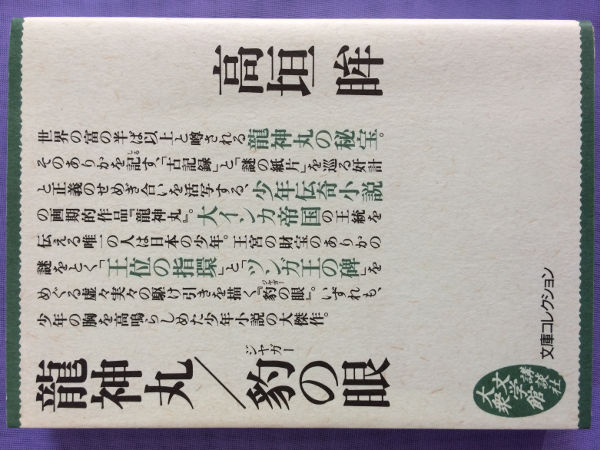 高垣 眸
世界の富の半ば以上と噂される龍神丸の秘宝。
そのありかを記す、「古記録」と「謎の紙片」を巡る奸計
と正義のせめぎ合いを活写する、少年伝奇小説
の画期的作品『龍神丸』。大インカ帝国の王統を
伝える唯一の人は日本の少年。王宮の財宝のありかの
謎をとく「王位の指環」と「ツンガ王の碑」を
めぐる虚々実々の駆け引きを描く『豹の眼』。いずれも、
少年の胸を高鳴らしめた少年小説の大傑作。
龍神丸／豹の眼
ジャガー
大衆文学館
講談社
文庫コレクション